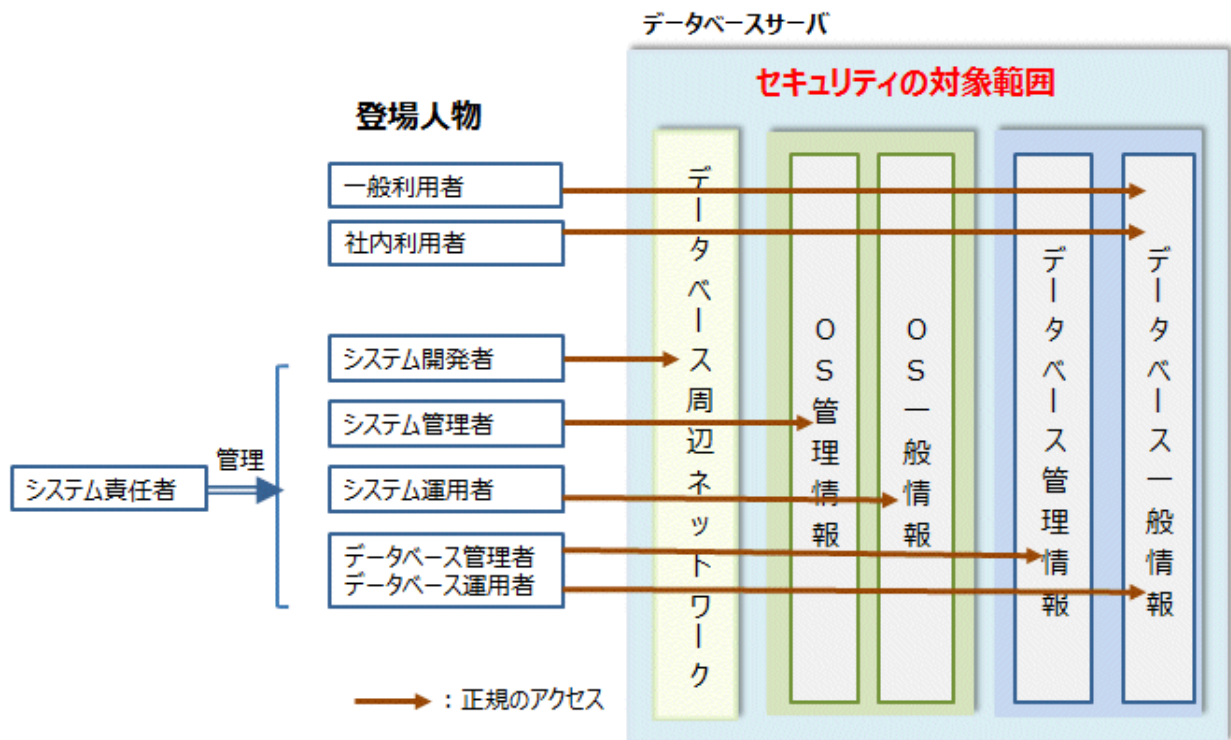 データベースサーバ
セキュリティの対象範囲
登場人物
一般利用者
社内利用者
システム開発者
システム管理者
管理
システム責任者
システム運用者
データベース管理者
データベース運用者
データベース周辺ネットワーク
OS管理情報
OS一般情報
データベース管理情報
データベース一般情報
:正規のアクセス